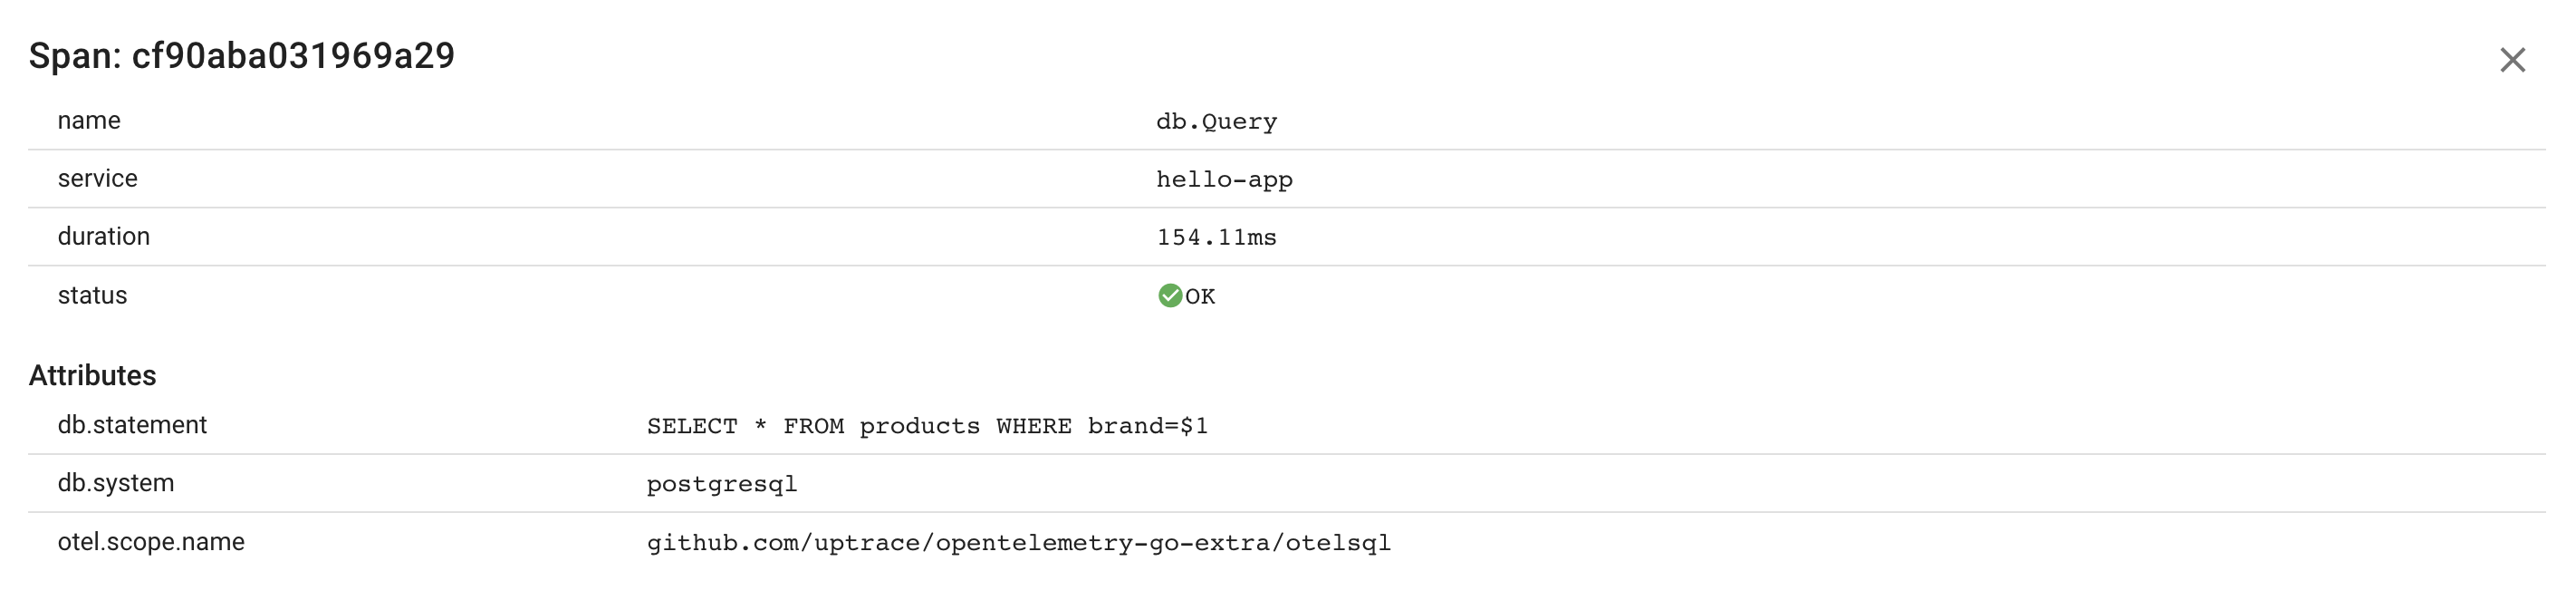 Span: cf90aba031969a29
name db.Query
service hello-app
duration 154.11ms
status OK
Attributes
db.statement SELECT * FROM products WHERE brand=$1
db.system postgresql
otel.scope.name github.com/uptrace/opentelemetry-go-extra/otelsql